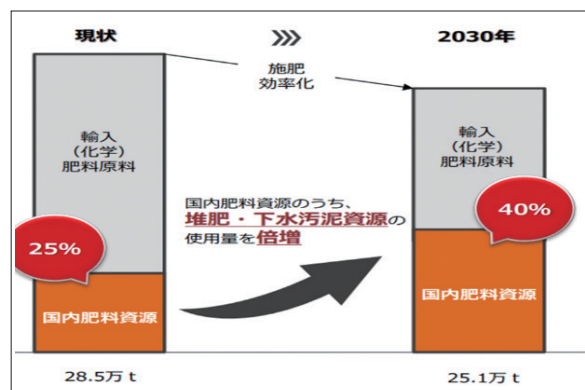 現状
2030年
施肥
効率化
輸入
(化学)
肥料原料
輸入
(化学)
肥料原料
国内肥料資源のうち、
堆肥・下水汚泥資源の
使用量を倍増
25%
40%
国内肥料資源
国内肥料資源
28.5万 t
25.1万 t